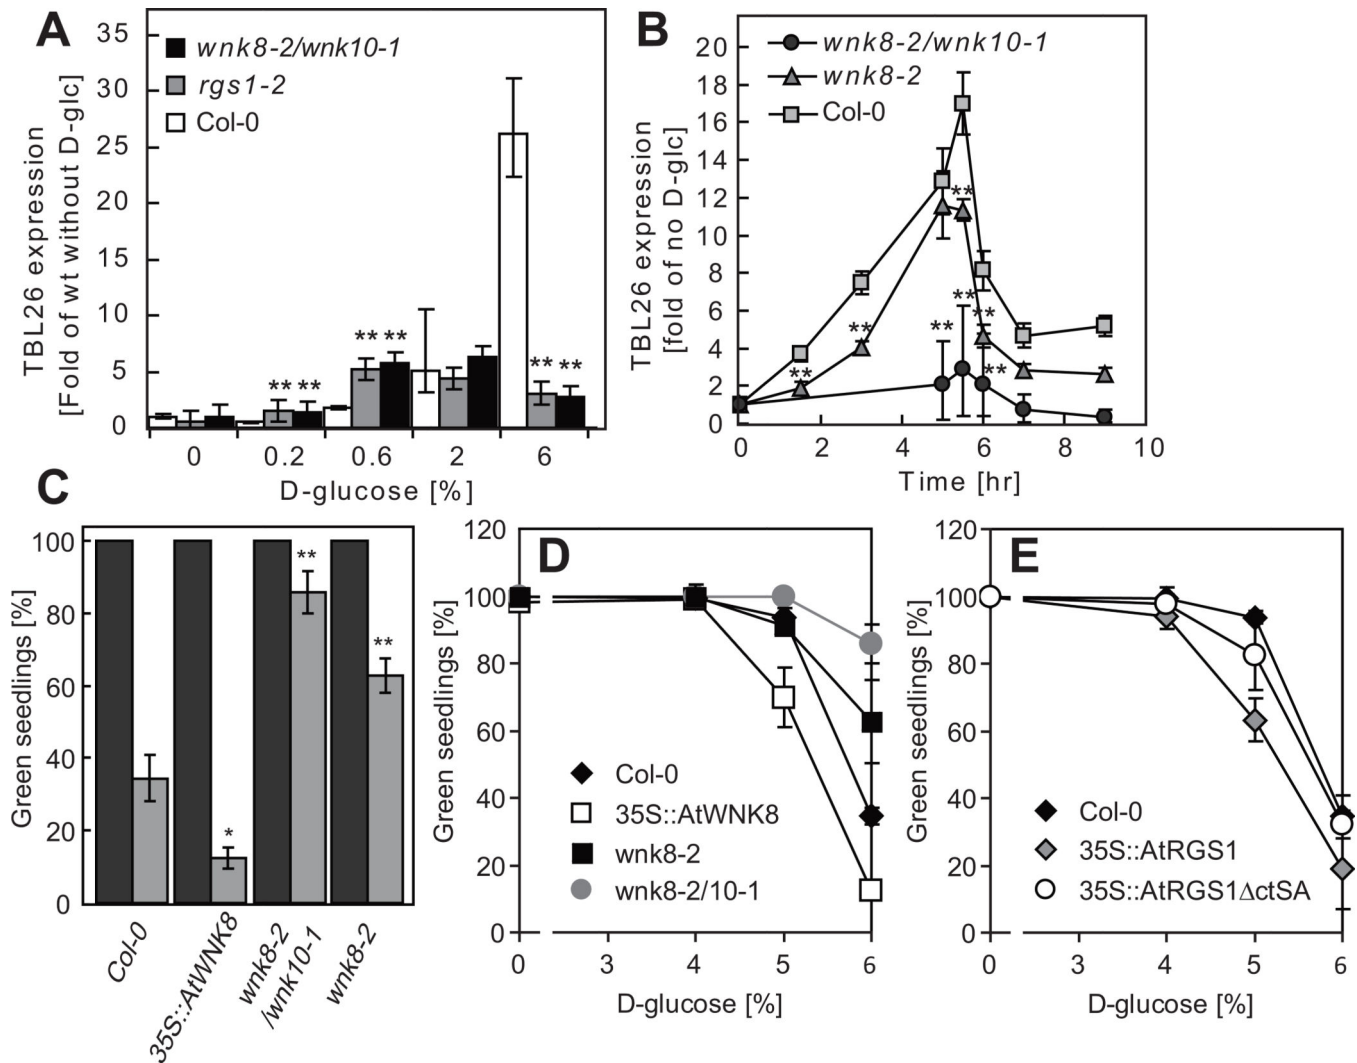 A
TBL26 expression
[Fold of wt without D-glc]
35
30
25
20
15
10
5
0
wnk8-2/wnk10-1
rgs1-2
Col-0
** **
** **
** **
0 0.2 0.6 2 6
D-glucose [%]
B
TBL26 expression
[fold of no D-glc]
20
18
16
14
12
10
8
6
4
2
0
wnk8-2/wnk10-1
wnk8-2
Col-0
**
**
**
**
**
**
**
0 2 4 6 8 10
Time [hr]
C
Green seedlings [%]
100
80
60
40
20
0
*
**
**
Col-0
35S::AtWNK8
wnk8-2
/wnk10-1
wnk8-2
D
Green seedlings [%]
120
100
80
60
40
20
0
Col-0
35S::AtWNK8
wnk8-2
wnk8-2/10-1
0 3 4 5 6
D-glucose [%]
E
Green seedlings [%]
120
100
80
60
40
20
0
Col-0
35S::AtRGS1
35S::AtRGS1ΔctSA
0 3 4 5 6
D-glucose [%]